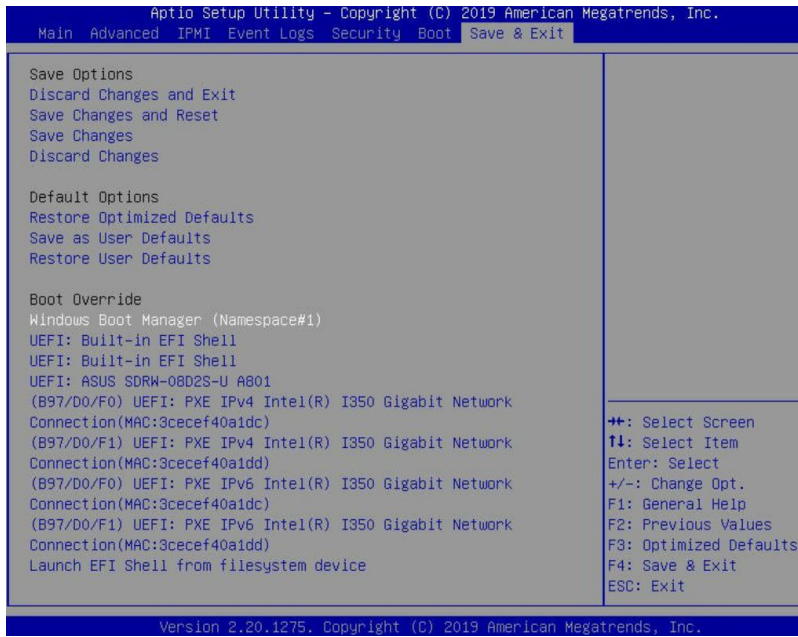 Aptio Setup Utility – Copyright (C) 2019 American Megatrends, Inc.
Main Advanced IPMI Event Logs Security Boot Save & Exit
Save Options
Discard Changes and Exit
Save Changes and Reset
Save Changes
Discard Changes
Default Options
Restore Optimized Defaults
Save as User Defaults
Restore User Defaults
Boot Override
Windows Boot Manager (Namespace#1)
UEFI: Built-in EFI Shell
UEFI: Built-in EFI Shell
UEFI: ASUS SDRW-08D2S-U A801
(B97/D0/F0) UEFI: PXE IPv4 Intel(R) I350 Gigabit Network
Connection(MAC:3cecef40a1dc)
(B97/D0/F1) UEFI: PXE IPv4 Intel(R) I350 Gigabit Network
Connection(MAC:3cecef40a1dd)
(B97/D0/F0) UEFI: PXE IPv6 Intel(R) I350 Gigabit Network
Connection(MAC:3cecef40a1dc)
(B97/D0/F1) UEFI: PXE IPv6 Intel(R) I350 Gigabit Network
Connection(MAC:3cecef40a1dd)
Launch EFI Shell from filesystem device
→←: Select Screen
↑↓: Select Item
Enter: Select
+/-: Change Opt.
F1: General Help
F2: Previous Values
F3: Optimized Defaults
F4: Save & Exit
ESC: Exit
Version 2.20.1275. Copyright (C) 2019 American Megatrends, Inc.